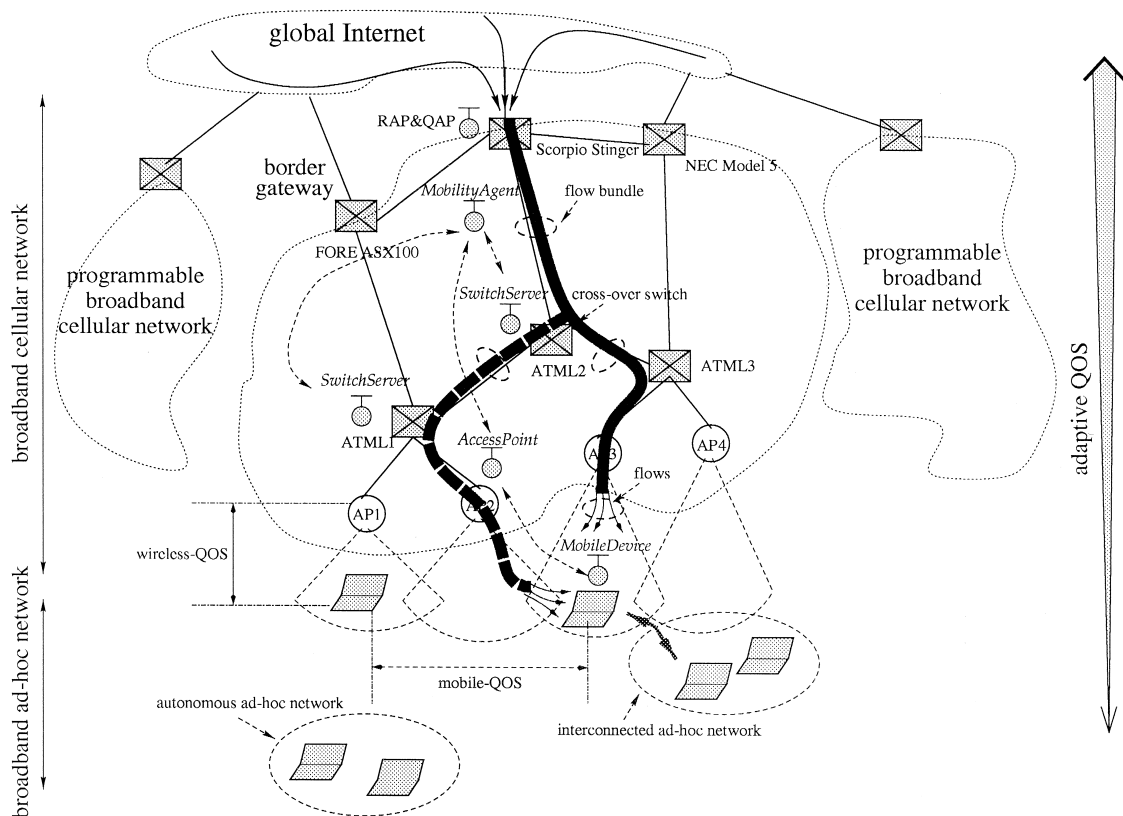 global Internet
RAP&QAP
Scorpio Stinger
NEC Model 5
border
gateway
MobilityAgent
flow bundle
FORE ASX100
programmable
broadband
cellular network
programmable
broadband
cellular network
SwitchServer
cross-over switch
ATML2
ATML3
SwitchServer
ATML1
AccessPoint
AP3
AP4
flows
AP1
AP2
MobileDevice
wireless-QOS
mobile-QOS
autonomous ad-hoc network
interconnected ad-hoc network
broadband cellular network
broadband ad-hoc network
adaptive QOS